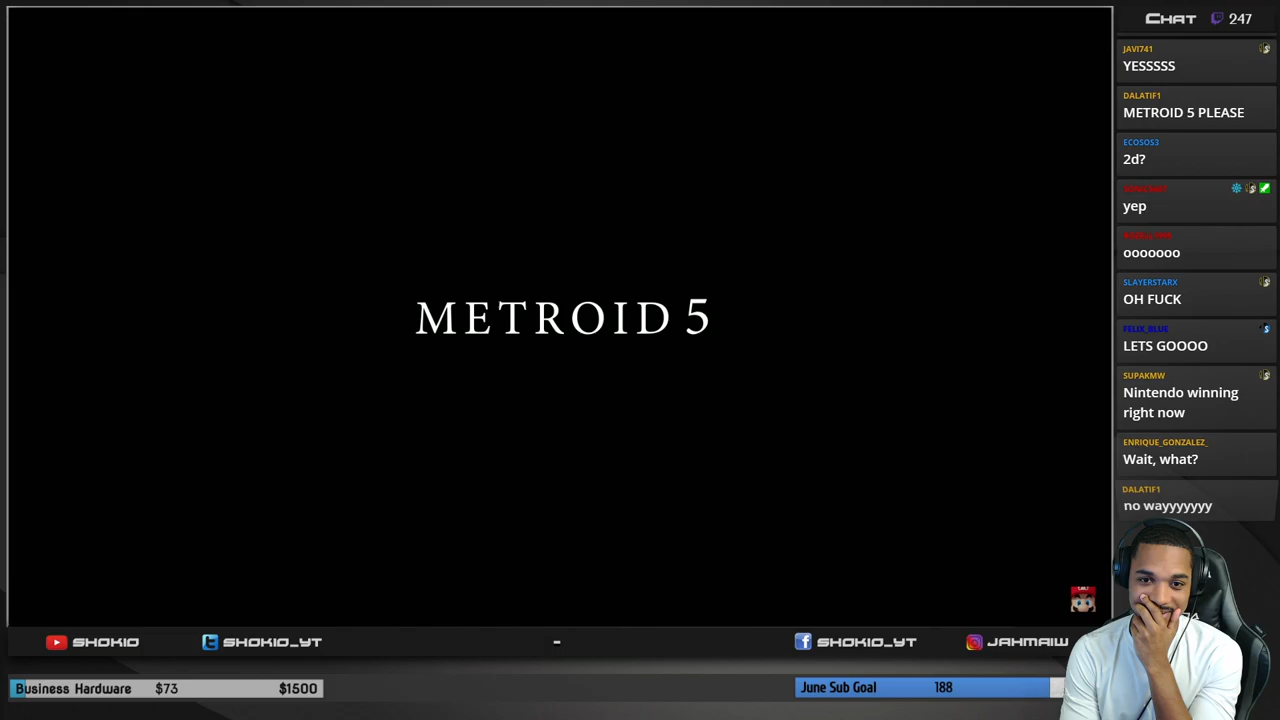 METROID 5
CHAT 247
JAVI741
YESSSSS
DALATIF1
METROID 5 PLEASE
ECOSOS3
2d?
yep
ooooooo
SLAYERSTARX
OH FUCK
FELIX_BLUE
LETS GOOOO
SUPAKMW
Nintendo winning
right now
ENRIQUE_GONZALEZ_
Wait, what?
DALATIF1
no wayyyyyyy
SHOKIO
SHOKIO_YT
-
SHOKIO_YT
JAHMAIW
Business Hardware $73 $1500
June Sub Goal 188